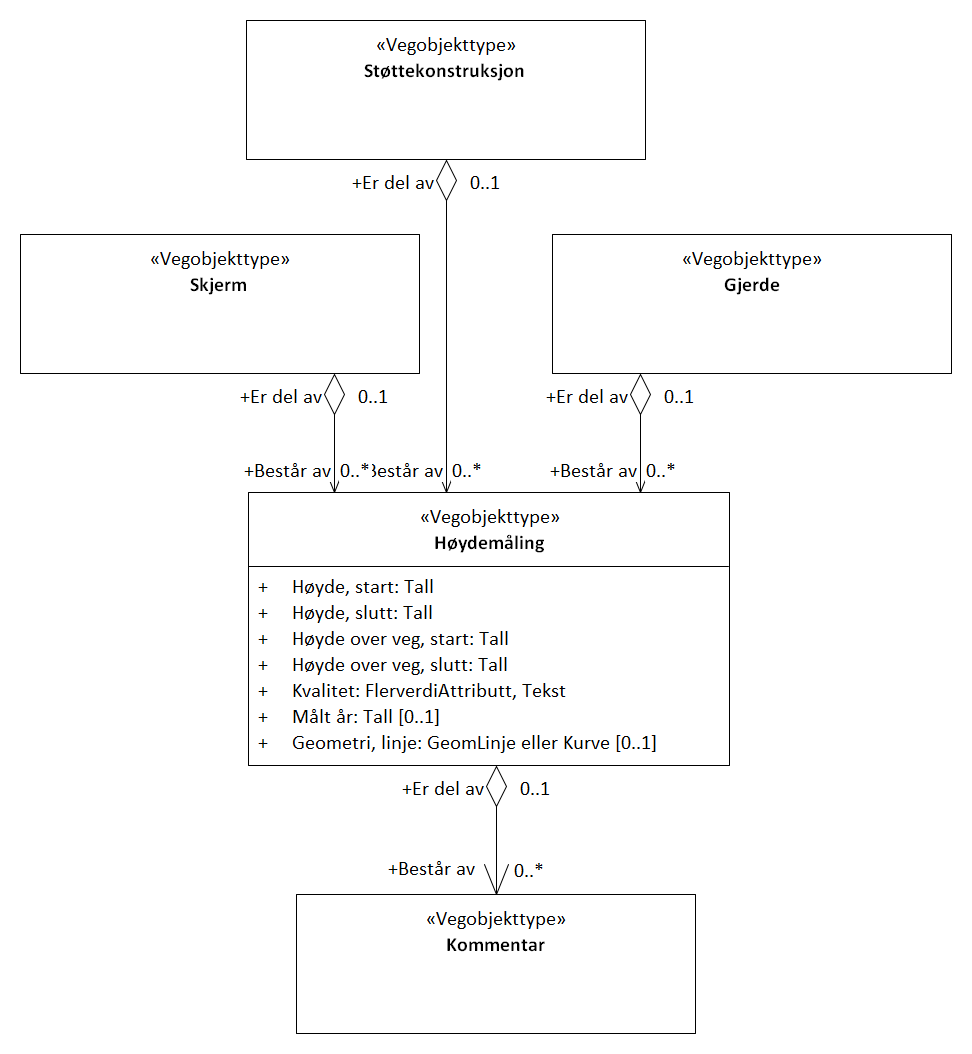 «Vegobjekttype»
Støttekonstruksjon
+Er del av 0..1
«Vegobjekttype»
Skjerm
«Vegobjekttype»
Gjerde
+Er del av 0..1
+Er del av 0..1
+Består av 0..* Består av 0..*
+Består av 0..*
«Vegobjekttype»
Høydemåling
+ Høyde, start: Tall
+ Høyde, slutt: Tall
+ Høyde over veg, start: Tall
+ Høyde over veg, slutt: Tall
+ Kvalitet: FlerverdiAttributt, Tekst
+ Målt år: Tall [0..1]
+ Geometri, linje: GeomLinje eller Kurve [0..1]
+Er del av 0..1
+Består av 0..*
«Vegobjekttype»
Kommentar